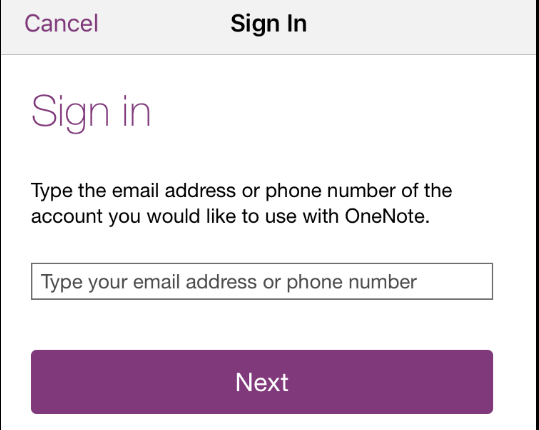 Cancel Sign In
Sign in
Type the email address or phone number of the
account you would like to use with OneNote.
Type your email address or phone number
Next